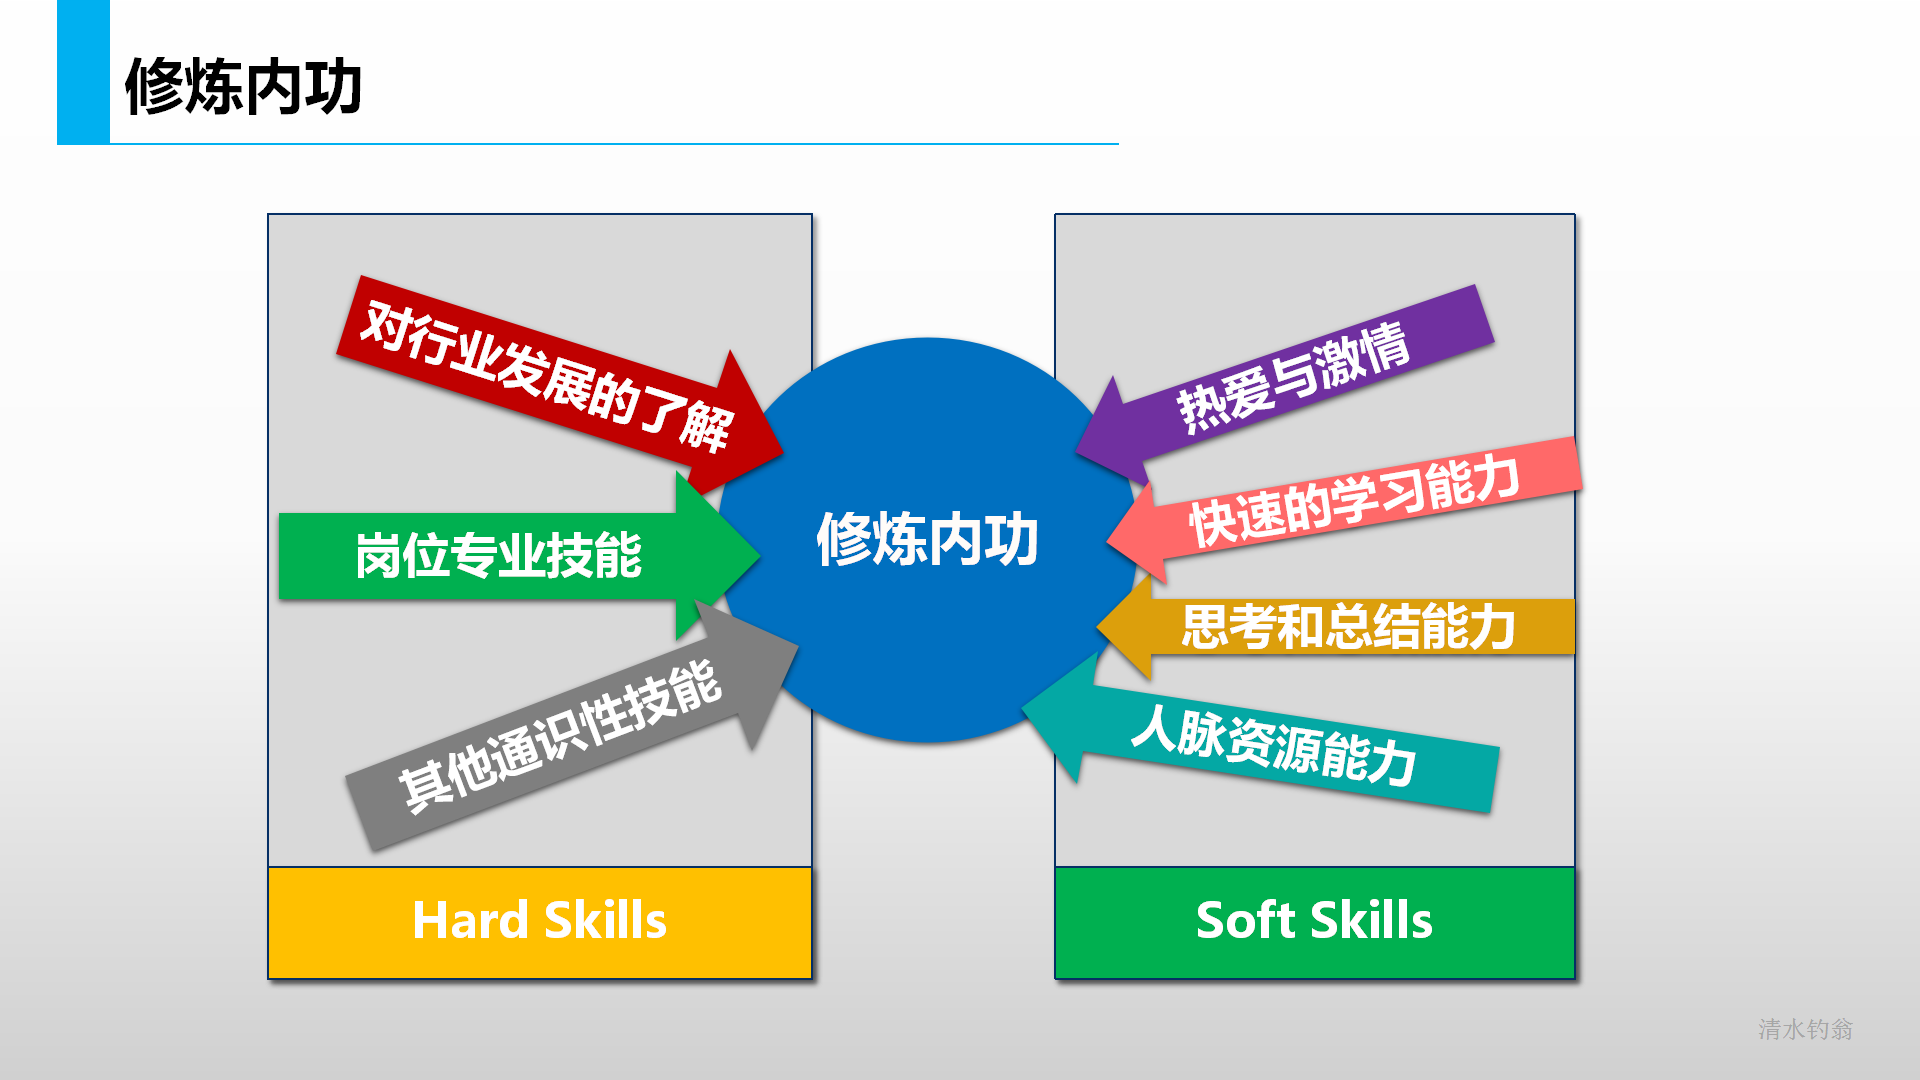 修炼内功
对行业发展的了解
岗位专业技能
其他通识性技能
修炼内功
热爱与激情
快速的学习能力
思考和总结能力
人脉资源能力
Hard Skills
Soft Skills
清水钓翁